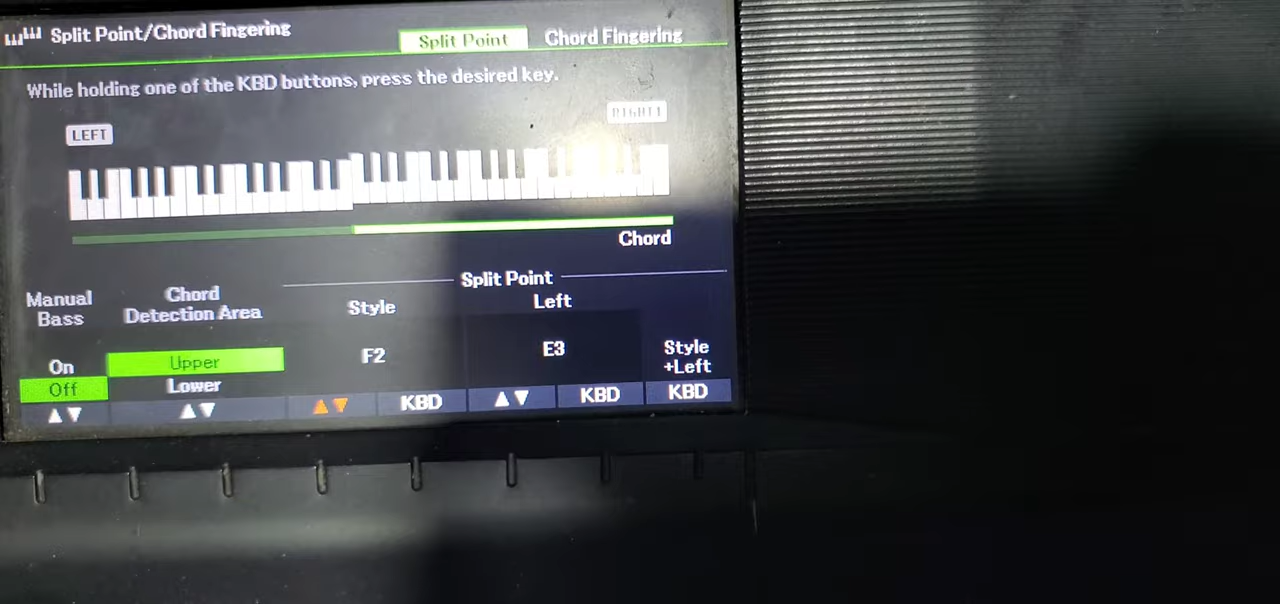 Split Point/Chord Fingering
Split Point
Chord Fingering
While holding one of the KBD buttons, press the desired key.
LEFT
RIGHT1
Chord
Split Point
Manual
Bass
Chord
Detection Area
Style
Left
On
Off
Upper
Lower
F2
E3
Style
+Left
KBD
KBD
KBD